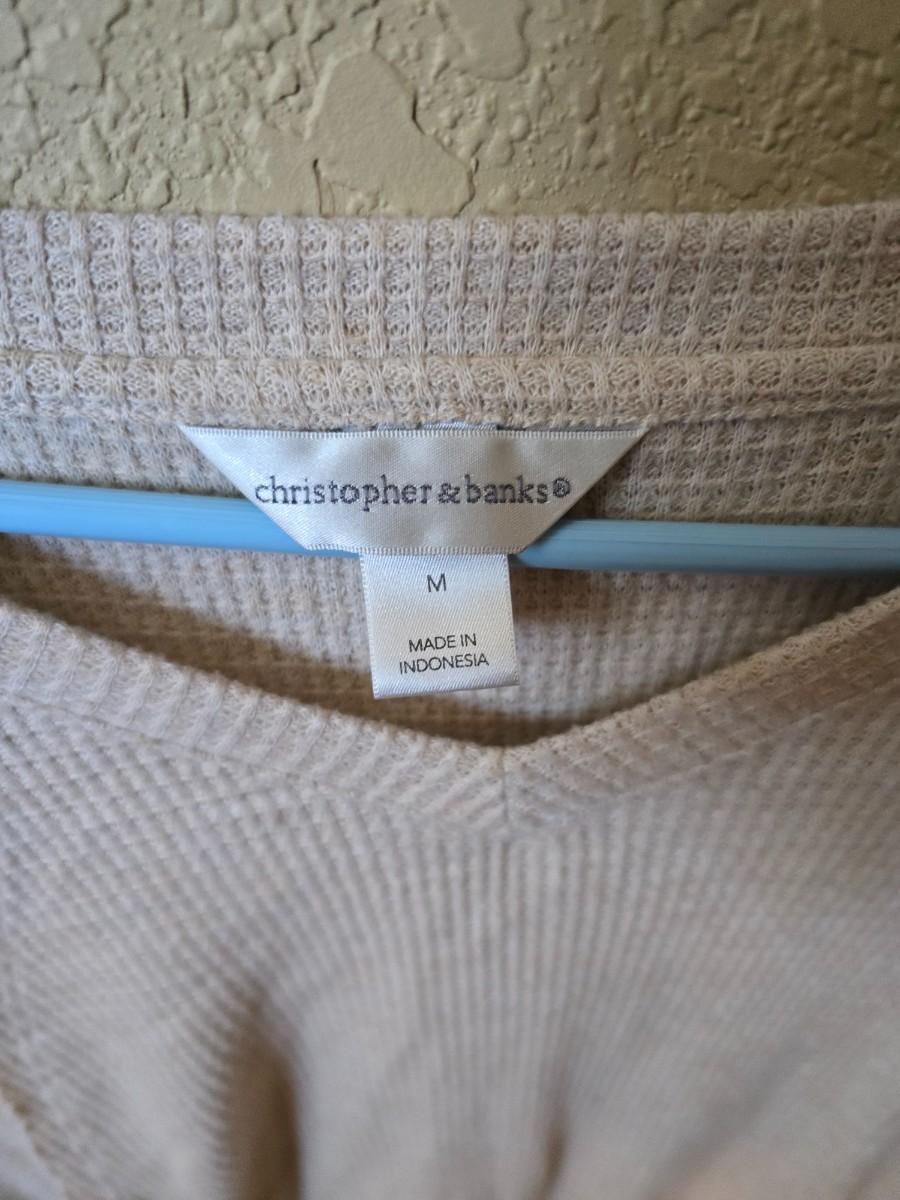 christopher & banks®
M
MADE IN
INDONESIA